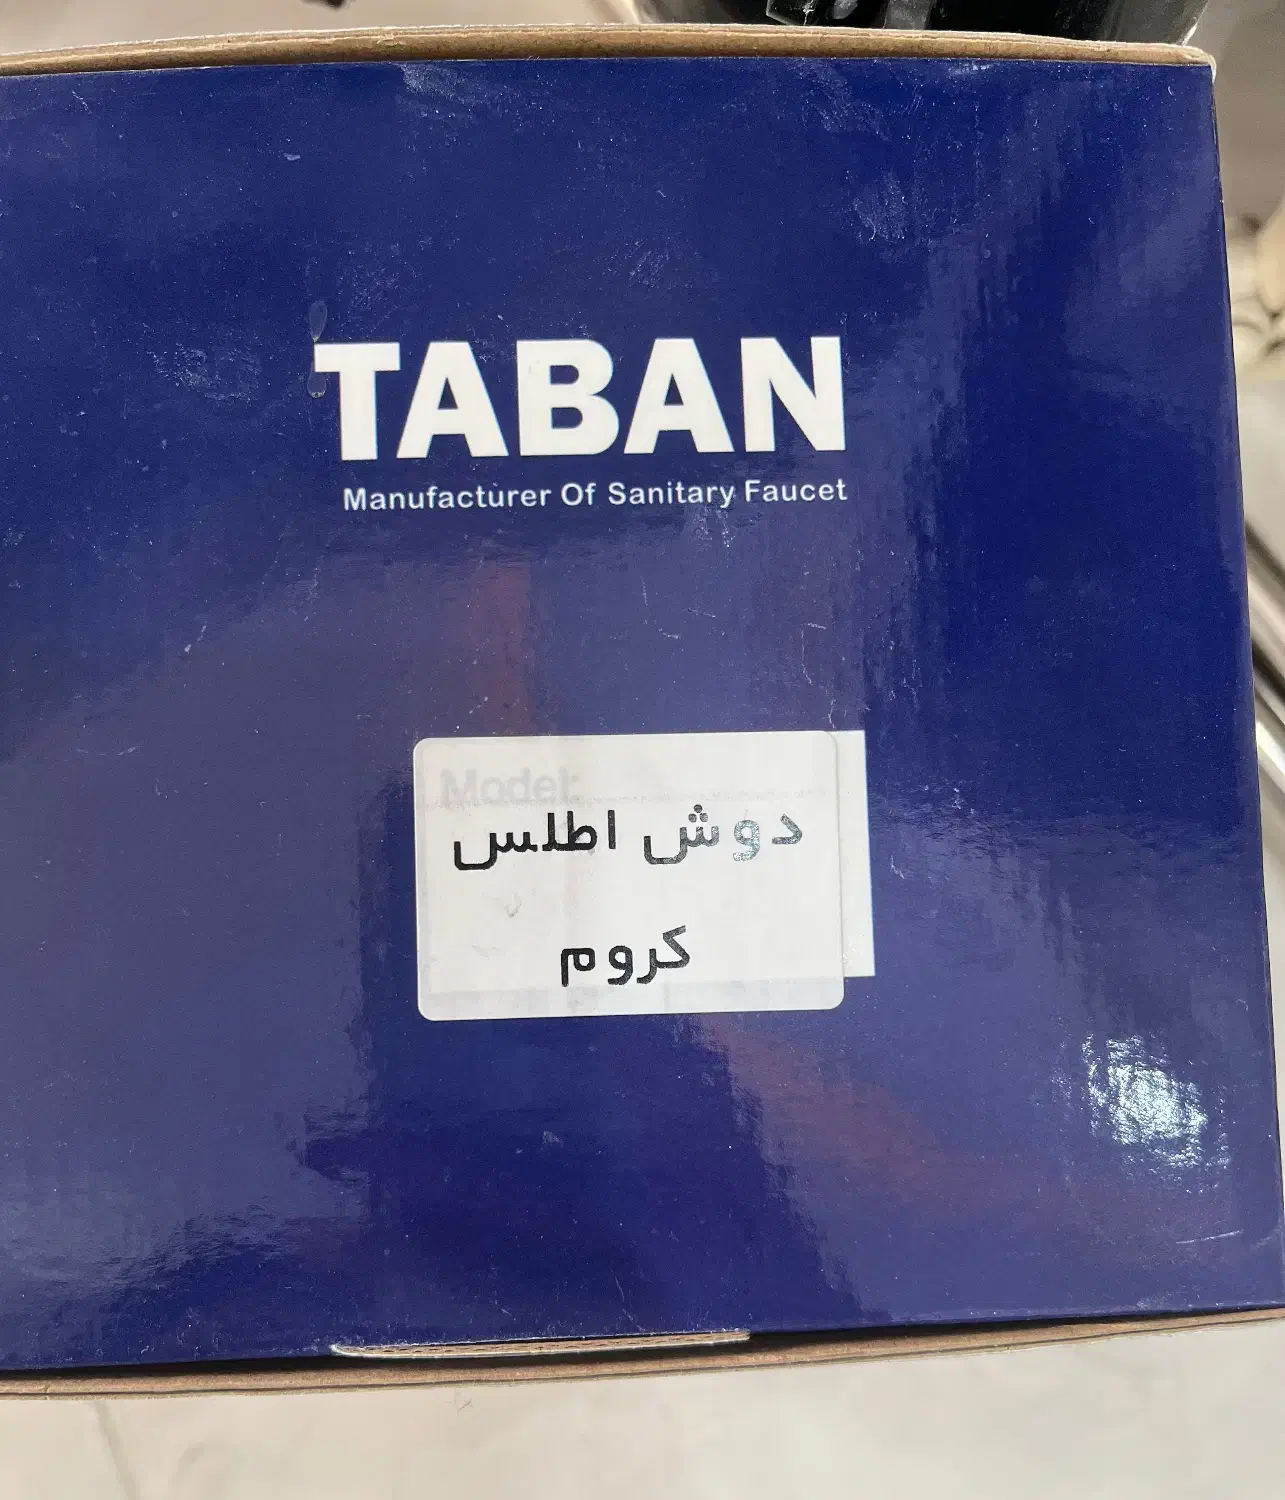 TABAN
Manufacturer Of Sanitary Faucet
Model:
دوش اطلس
کروم